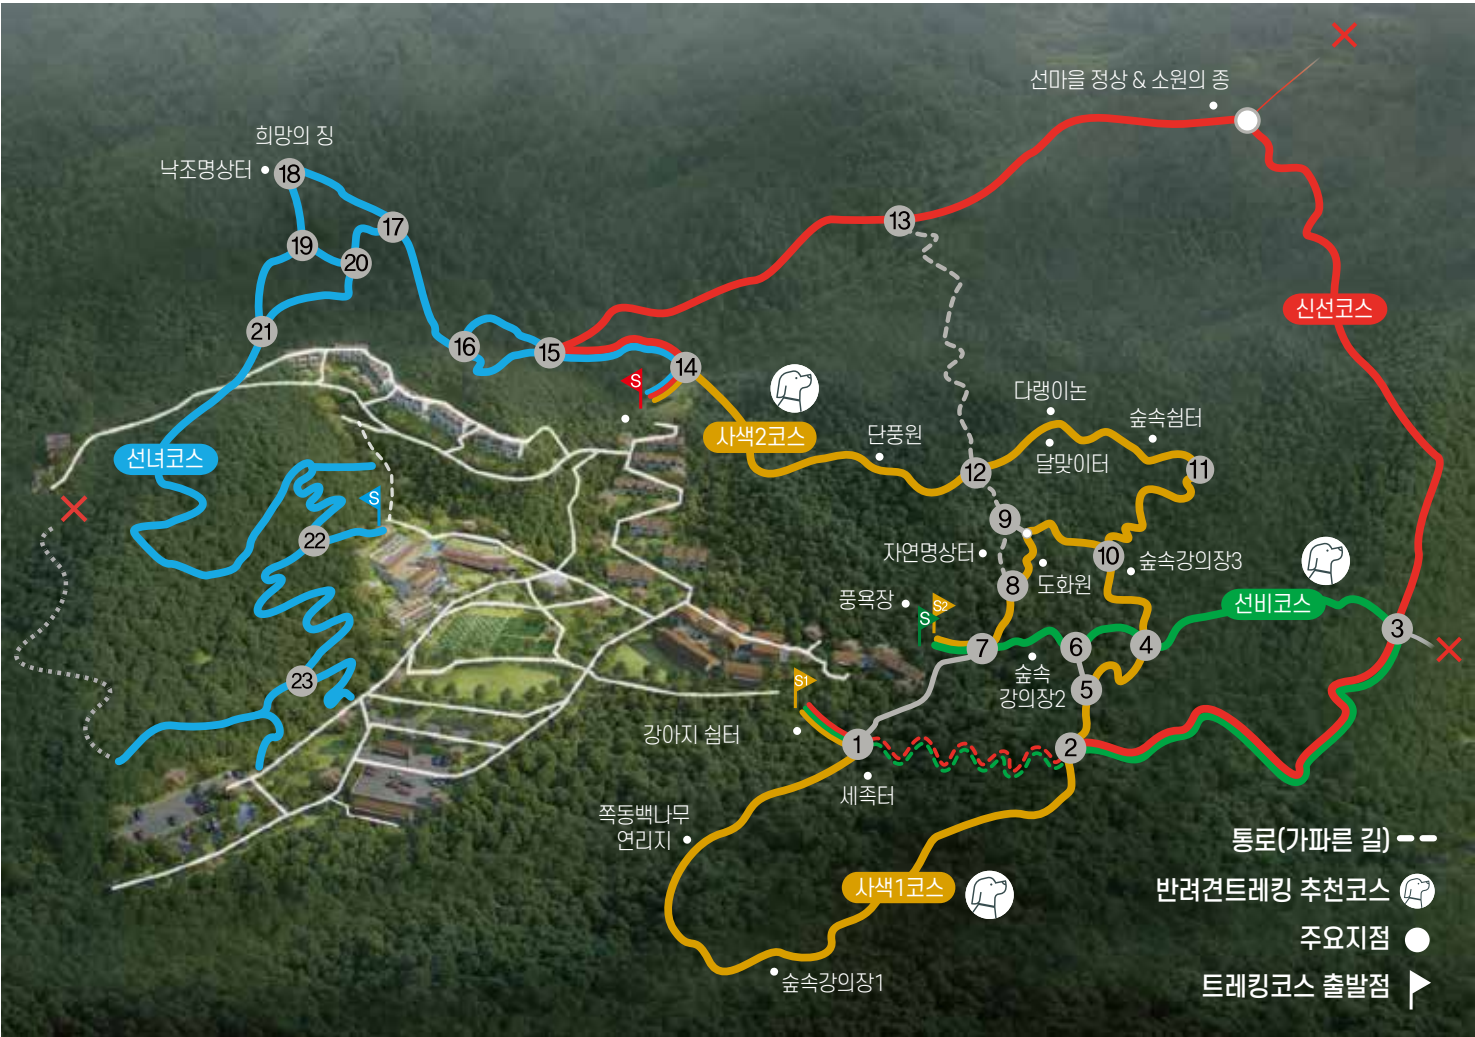 선마을 정상 & 소원의 종
희망의 징
낙조명상터
18
17
13
19
20
신선코스
21
16
15
14
S
다랭이논
숲속쉼터
사색2코스
단풍원
선녀코스
달맞이터
12
11
S
22
9
자연명상터
10
숲속강의장3
8
도화원
풍욕장
S2
S
선비코스
3
7
6
4
숲속
강의장2
5
23
S1
강아지 쉼터
1
2
세족터
쪽동백나무
연리지
사색1코스
숲속강의장1
통로(가파른 길)
반려견트레킹 추천코스
주요지점
트레킹코스 출발점